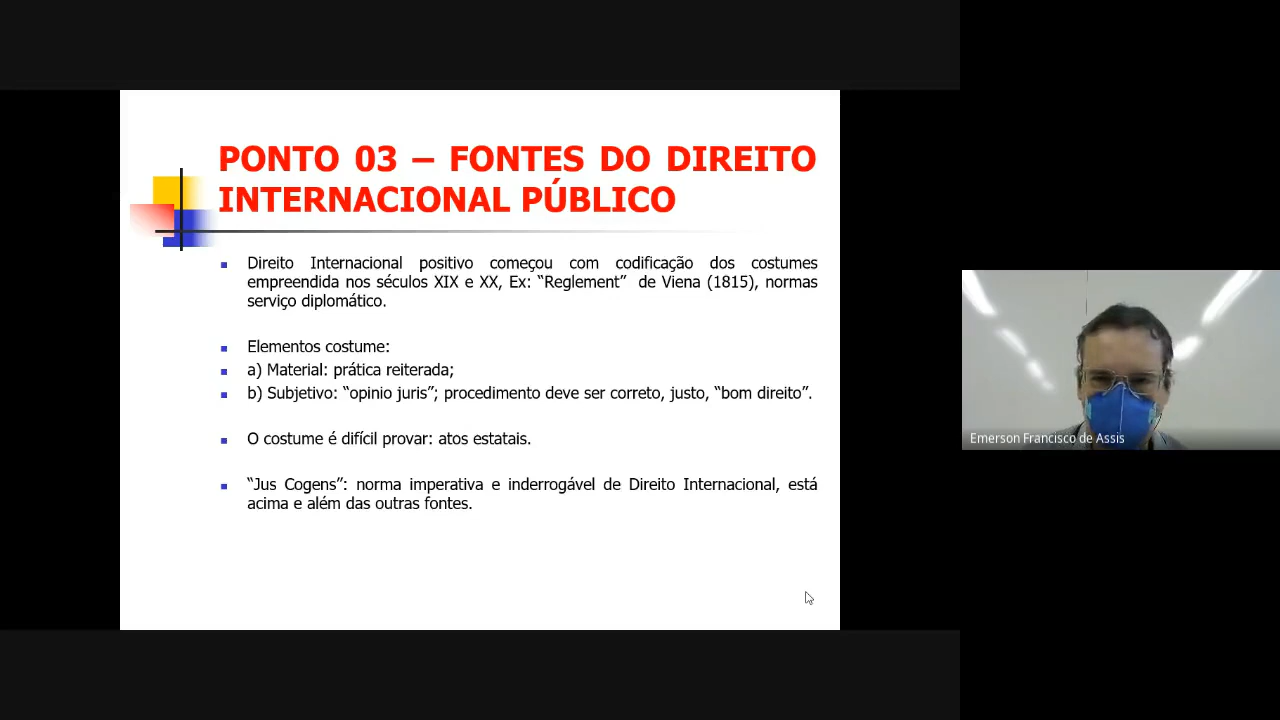 PONTO 03 – FONTES DO DIREITO
INTERNACIONAL PÚBLICO
Direito Internacional positivo começou com codificação dos costumes
empreendida nos séculos XIX e XX, Ex: “Reglement” de Viena (1815), normas
serviço diplomático.
Elementos costume:
a) Material: prática reiterada;
b) Subjetivo: “opinio juris”; procedimento deve ser correto, justo, “bom direito”.
O costume é difícil provar: atos estatais.
“Jus Cogens”: norma imperativa e inderrogável de Direito Internacional, está
acima e além das outras fontes.
Emerson Francisco de Assis